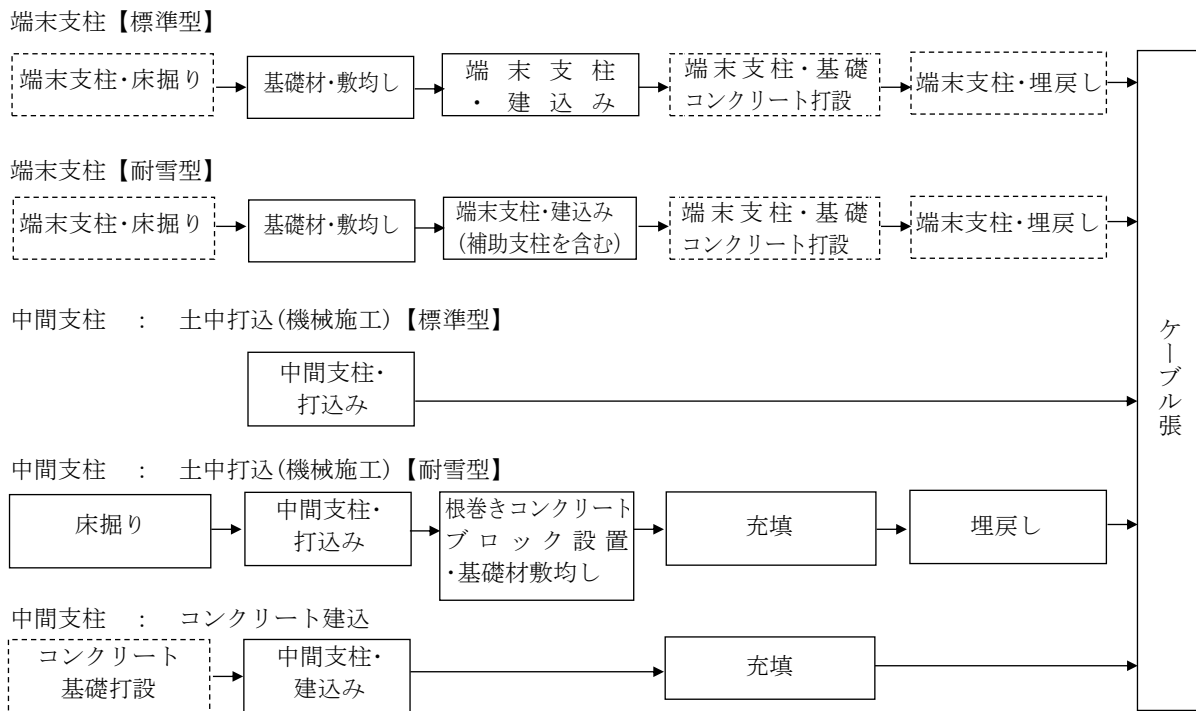 端末支柱【標準型】
端末支柱・床掘り
基礎材・敷均し
端末支柱
・建込み
端末支柱・基礎
コンクリート打設
端末支柱・埋戻し
端末支柱【耐雪型】
端末支柱・床掘り
基礎材・敷均し
端末支柱・建込み
(補助支柱を含む)
端末支柱・基礎
コンクリート打設
端末支柱・埋戻し
中間支柱 : 土中打込(機械施工)【標準型】
中間支柱・
打込み
中間支柱 : 土中打込(機械施工)【耐雪型】
床掘り
中間支柱・
打込み
根巻きコンクリート
ブロック設置
・基礎材敷均し
充填
埋戻し
中間支柱 : コンクリート建込
コンクリート
基礎打設
中間支柱・
建込み
充填
ケーブル張